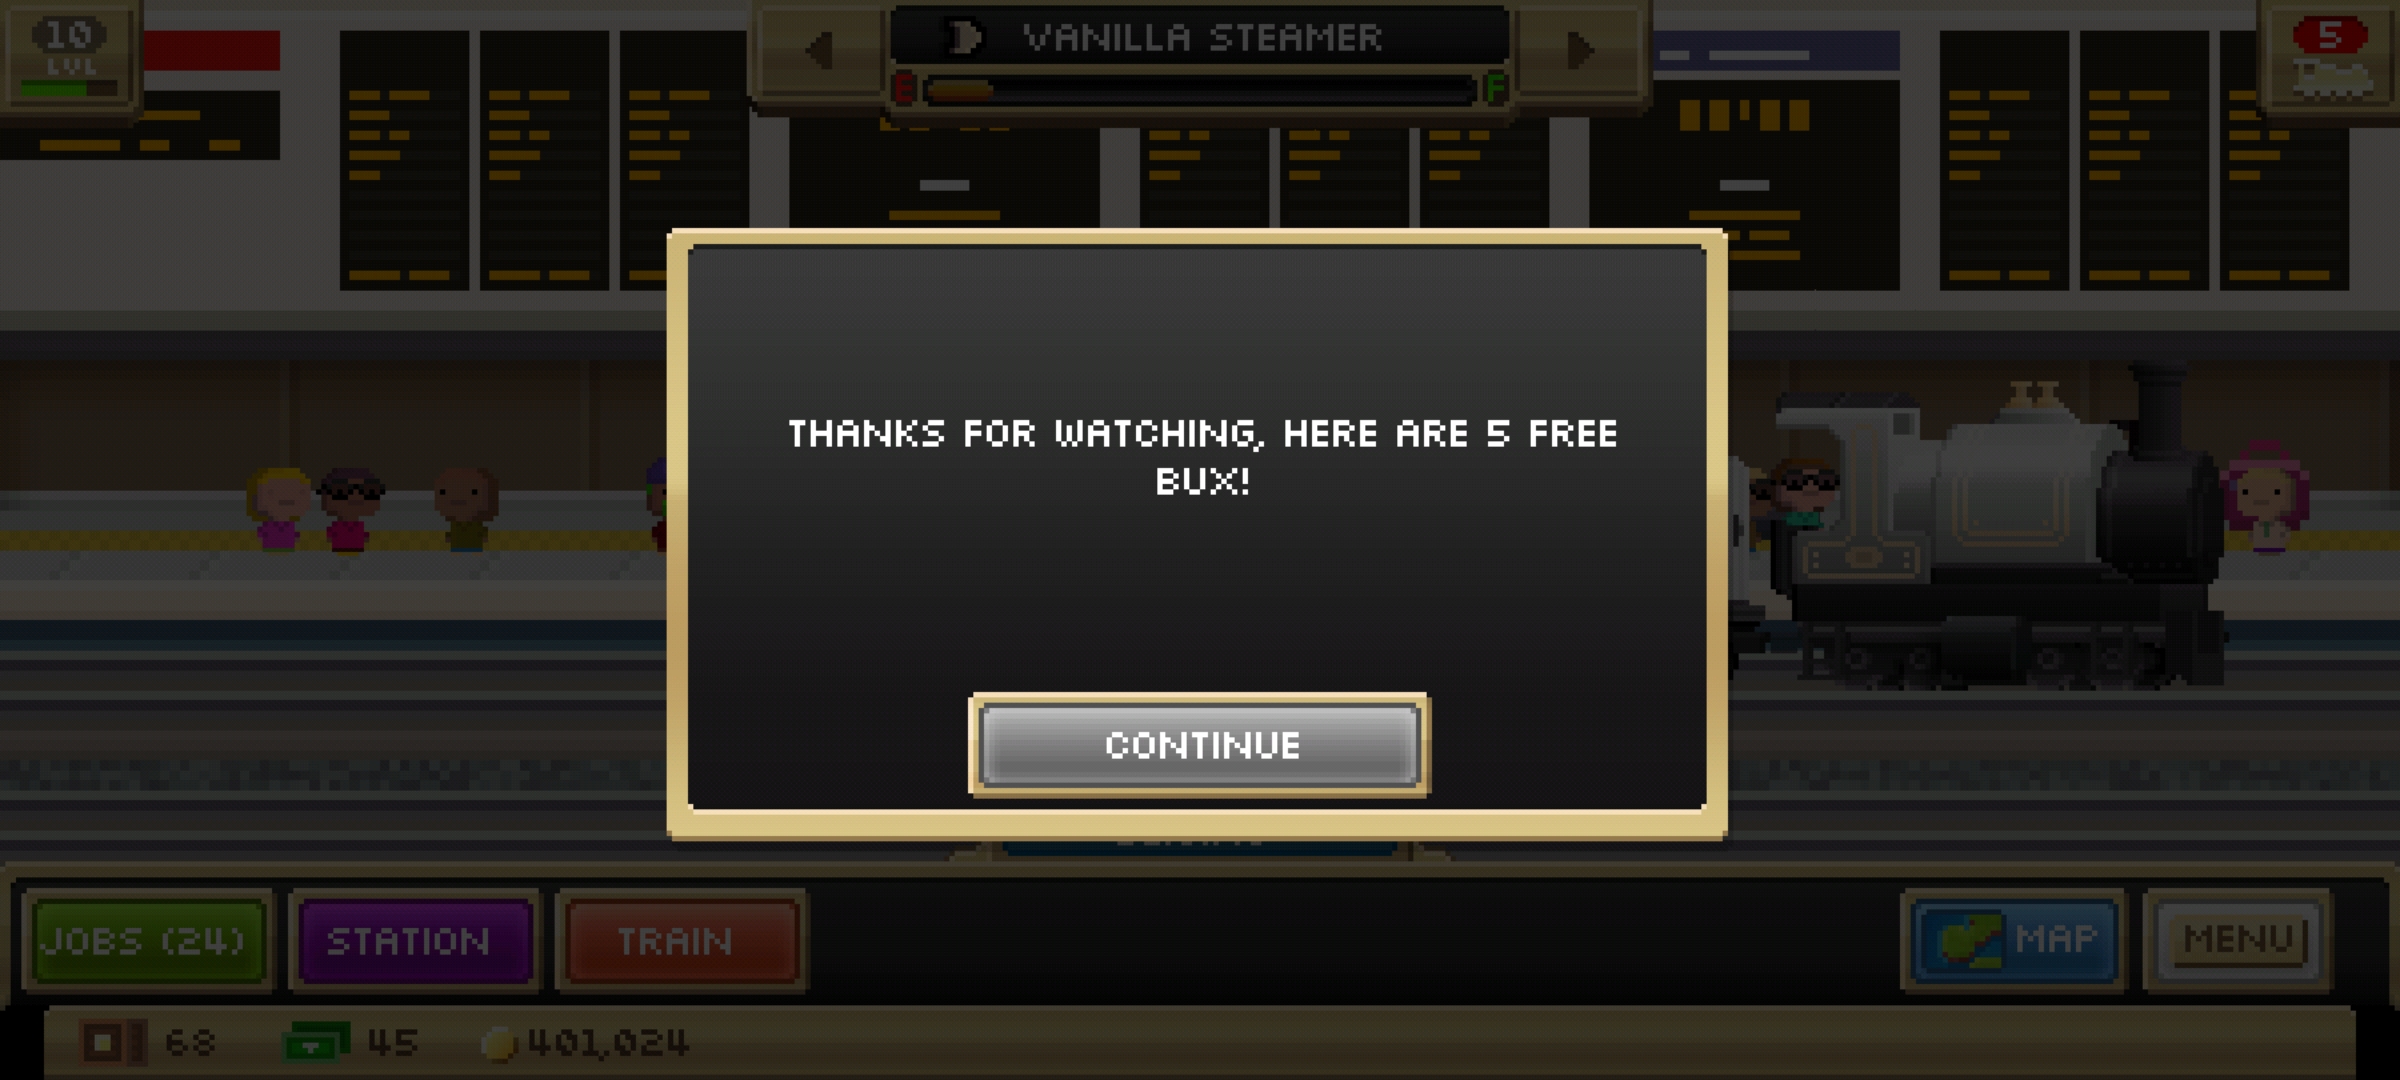 10
LVL
VANILLA STEAMER
E
F
5
THANKS FOR WATCHING, HERE ARE 5 FREE
BUX!
CONTINUE
JOBS (24)
STATION
TRAIN
MAP
MENU
68
45
401,024